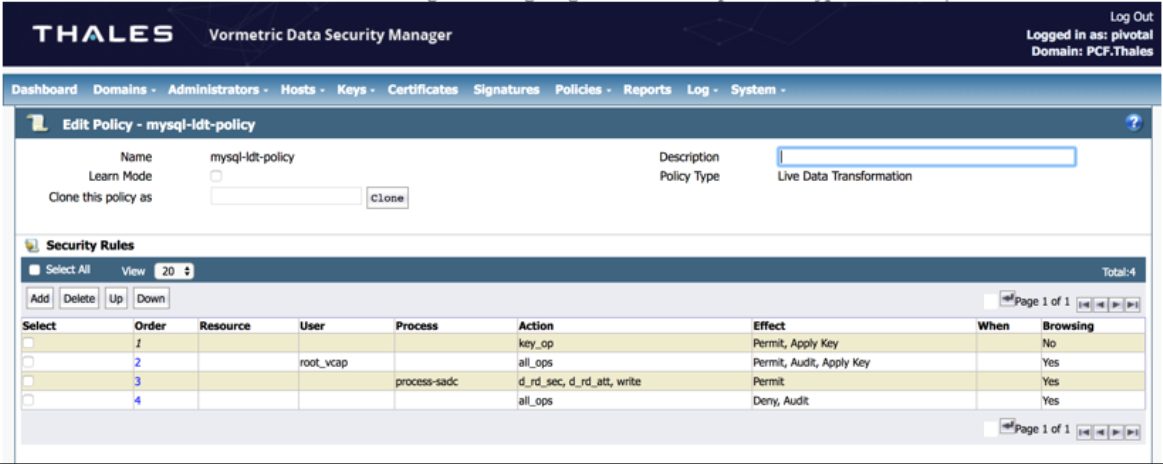 THALES Vormetric Data Security Manager
Log Out
Logged in as: pivotal
Domain: PCF.Thales
Dashboard Domains Administrators Hosts Keys Certificates Signatures Policies Reports Log System
Edit Policy - mysql-ldt-policy ?
Name mysql-ldt-policy Description
Learn Mode Policy Type Live Data Transformation
Clone this policy as Clone
Security Rules
Select All View 20 Total:4
Add Delete Up Down Page 1 of 1
Select Order Resource User Process Action Effect When Browsing
1 key_op Permit, Apply Key No
2 root_vcap all_ops Permit, Audit, Apply Key Yes
3 process-sadc d_rd_sec, d_rd_att, write Permit Yes
4 all_ops Deny, Audit Yes
Page 1 of 1